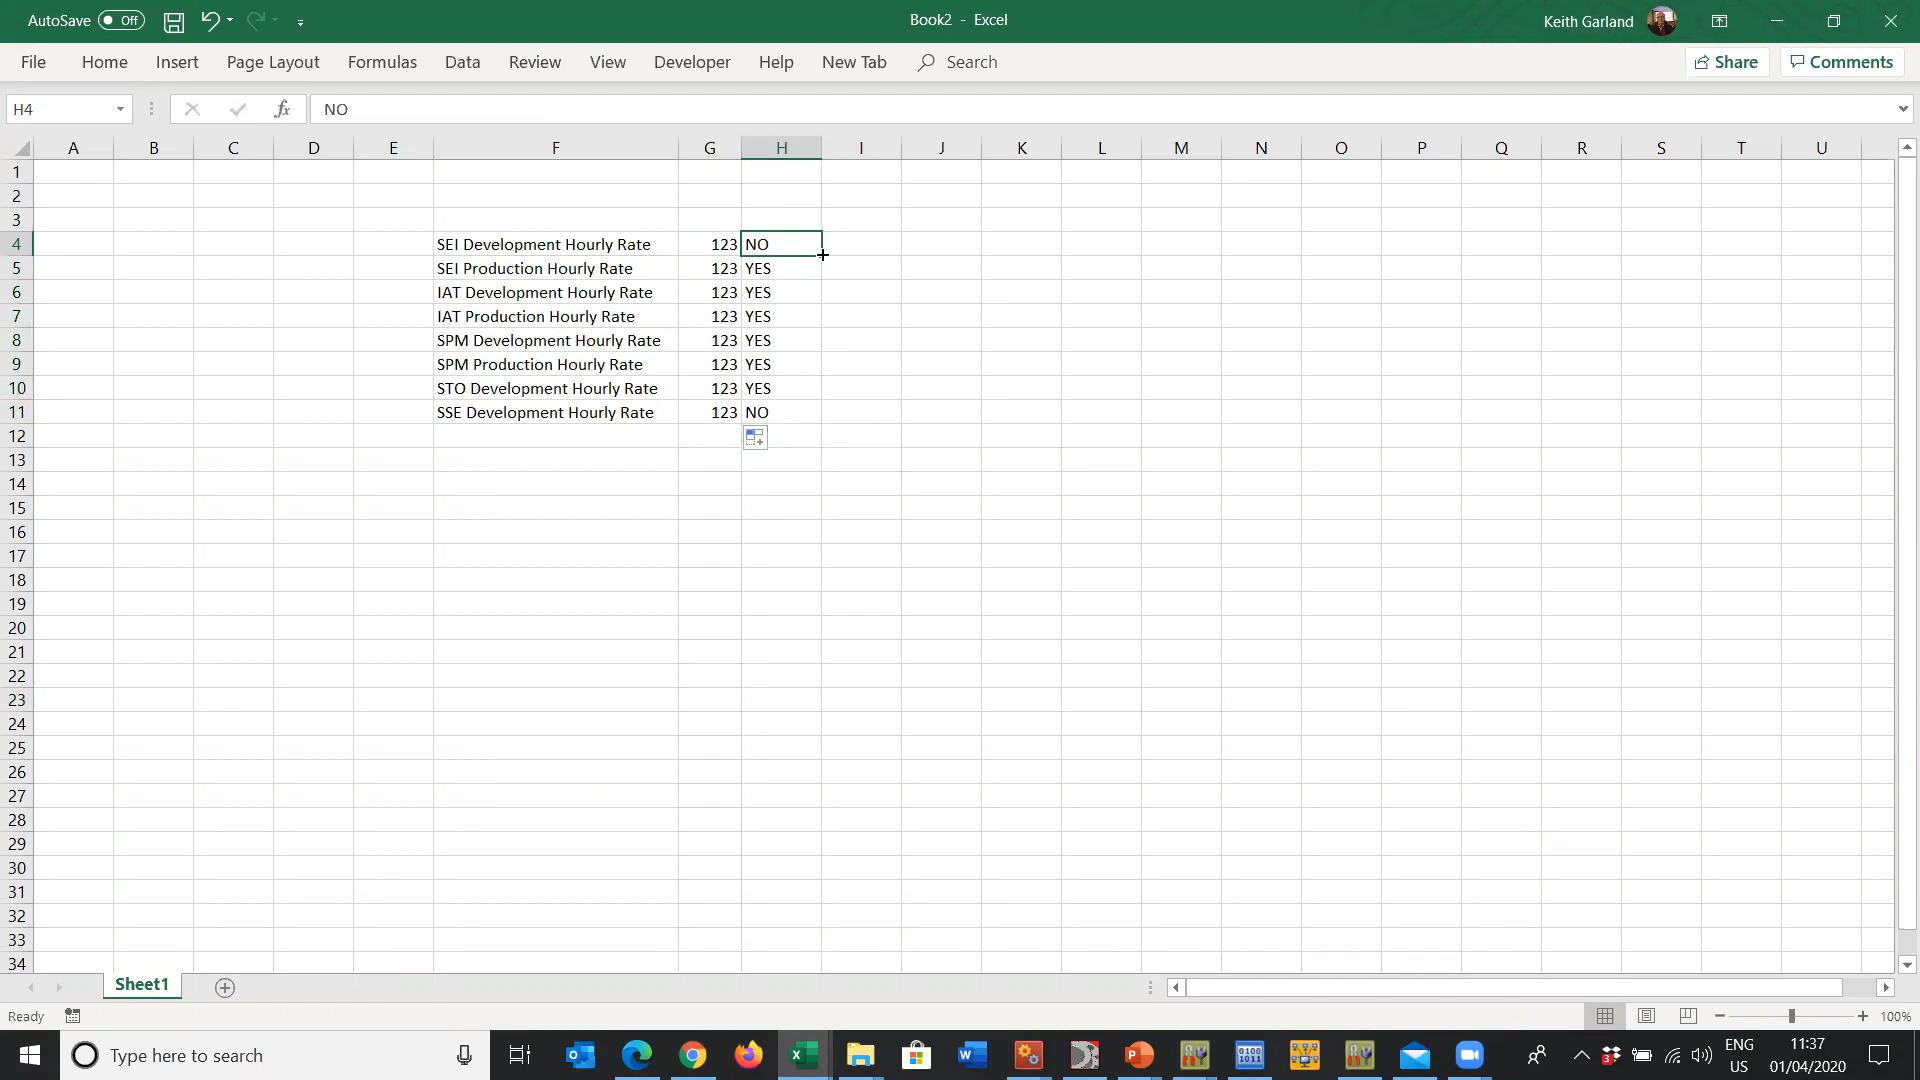 AutoSave Off
Book2 - Excel
Keith Garland
File Home Insert Page Layout Formulas Data Review View Developer Help New Tab Search Share Comments
H4 fx NO
A B C D E F G H I J K L M N O P Q R S T U
1
2
3
4 SEI Development Hourly Rate 123 NO
5 SEI Production Hourly Rate 123 YES
6 IAT Development Hourly Rate 123 YES
7 IAT Production Hourly Rate 123 YES
8 SPM Development Hourly Rate 123 YES
9 SPM Production Hourly Rate 123 YES
10 STO Development Hourly Rate 123 YES
11 SSE Development Hourly Rate 123 NO
12
13
14
15
16
17
18
19
20
21
22
23
24
25
26
27
28
29
30
31
32
33
34
Sheet1
Ready 100%
Type here to search
ENG 11:37
US 01/04/2020